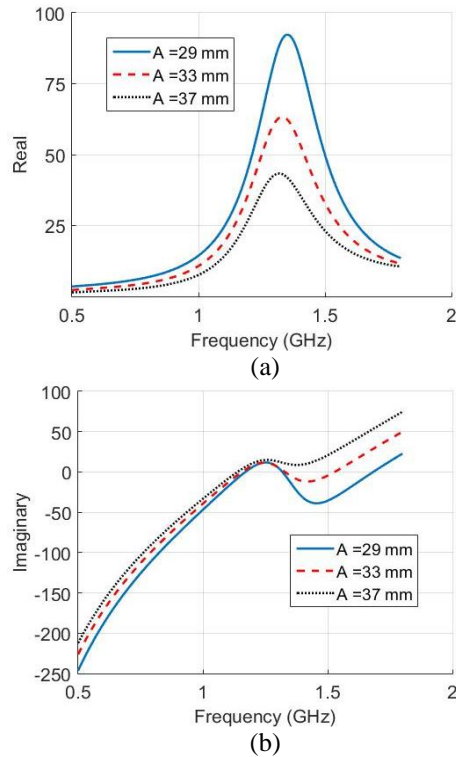 100
75
50
25
Real
A =29 mm
A =33 mm
A =37 mm
0.5 1 1.5 2
Frequency (GHz)
(a)
100
50
0
-50
-100
-150
-200
-250
Imaginary
A =29 mm
A =33 mm
A =37 mm
0.5 1 1.5 2
Frequency (GHz)
(b)